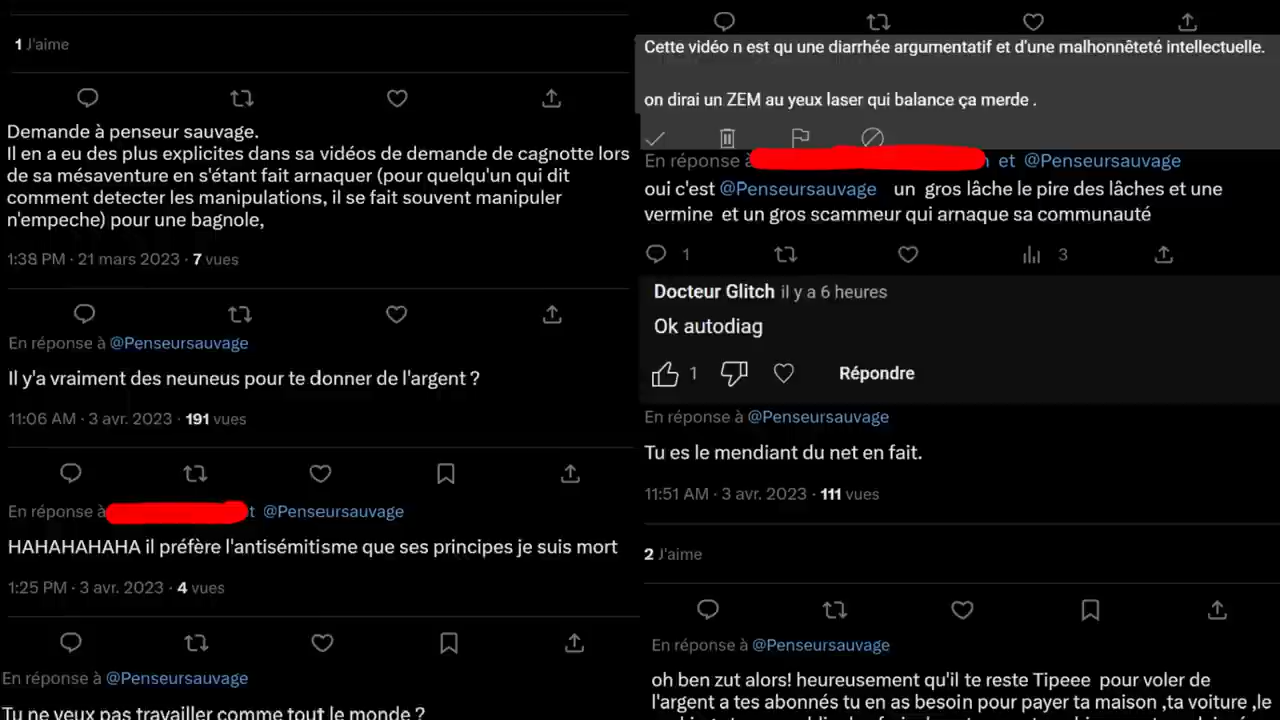 1 J'aime
Demande à penseur sauvage.
Il en a eu des plus explicites dans sa vidéos de demande de cagnotte lors
de sa mésaventure en s'étant fait arnaquer (pour quelqu'un qui dit
comment detecter les manipulations, il se fait souvent manipuler
n'empeche) pour une bagnole,
1:38 PM · 21 mars 2023 · 7 vues
En réponse à @Penseursauvage
Il y'a vraiment des neuneus pour te donner de l'argent ?
11:06 AM · 3 avr. 2023 · 191 vues
En réponse à t @Penseursauvage
HAHAHAHAHA il préfère l'antisémitisme que ses principes je suis mort
1:25 PM · 3 avr. 2023 · 4 vues
En réponse à @Penseursauvage
Tu ne veux pas travailler comme tout le monde ?
Cette vidéo n est qu une diarrhée argumentatif et d'une malhonnêteté intellectuelle.
on dirai un ZEM au yeux laser qui balance ça merde .
En réponse à et @Penseursauvage
oui c'est @Penseursauvage un gros lâche le pire des lâches et une
vermine et un gros scammeur qui arnaque sa communauté
1 3
Docteur Glitch il y a 6 heures
Ok autodiag
1 Répondre
En réponse à @Penseursauvage
Tu es le mendiant du net en fait.
11:51 AM · 3 avr. 2023 · 111 vues
2 J'aime
En réponse à @Penseursauvage
oh ben zut alors! heureusement qu'il te reste Tipeee pour voler de
l'argent a tes abonnés tu en as besoin pour payer ta maison ,ta voiture ,le